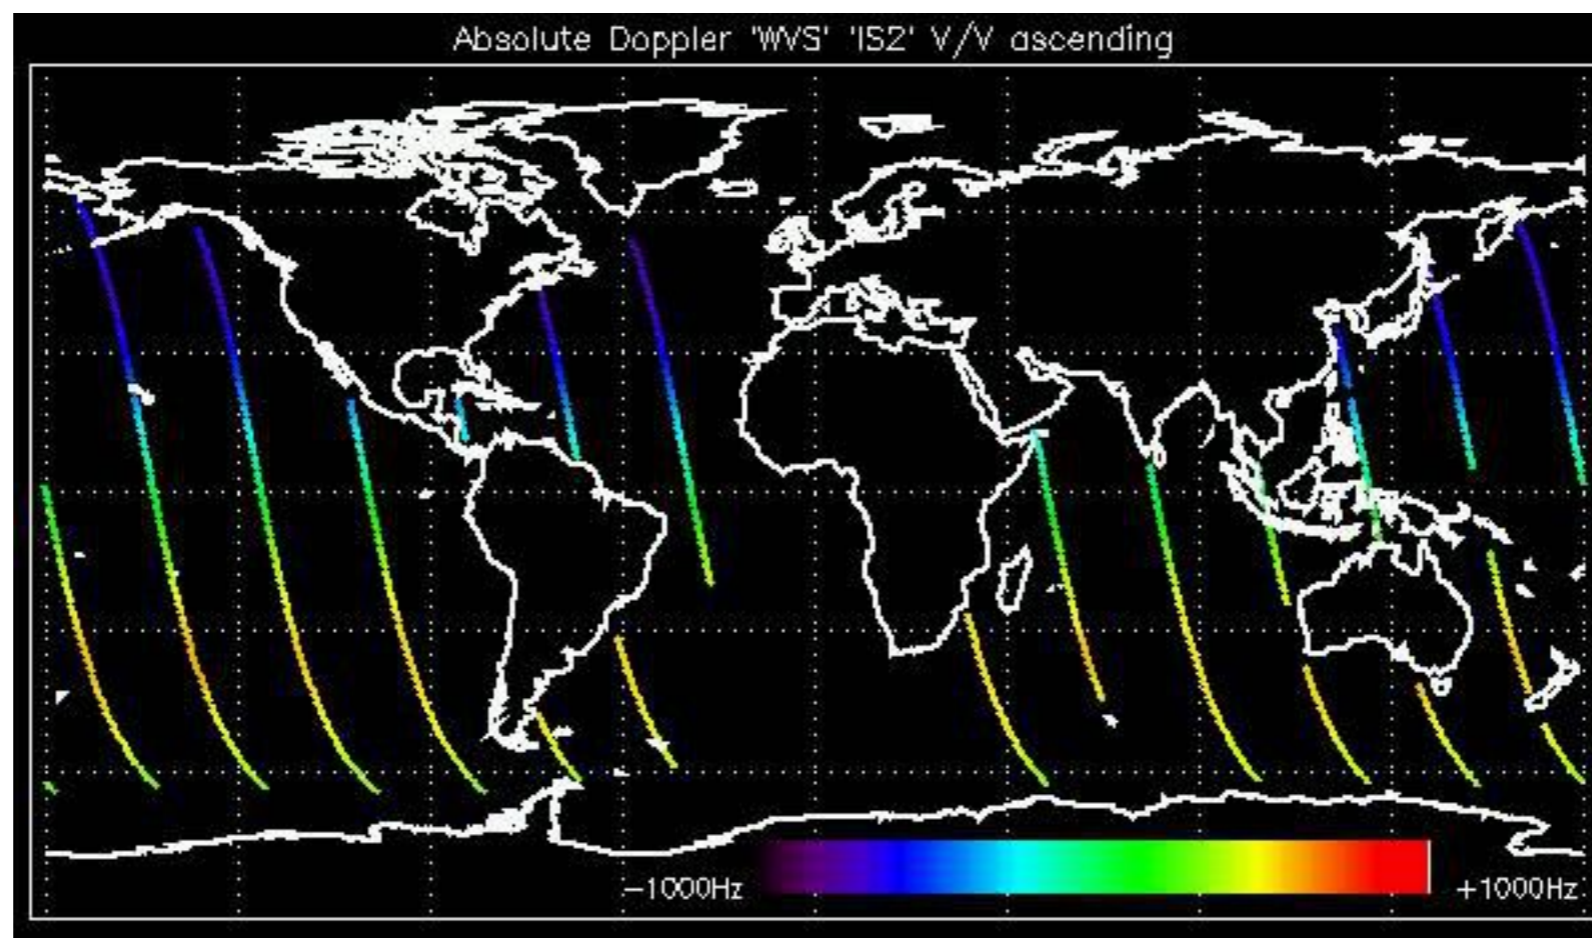 Absolute Doppler 'WVS' 'IS2' V/V ascending
−1000Hz +1000Hz